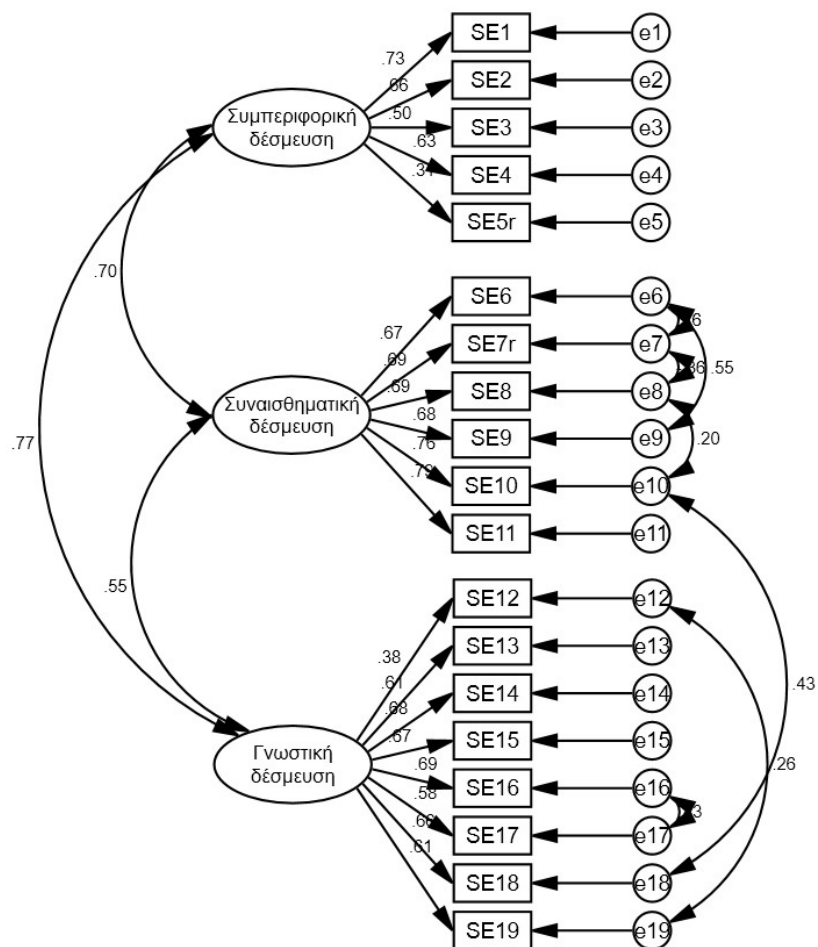 SE1
e1
.73
SE2
e2
.66
.50
Συμπεριφορική
δέσμευση
SE3
e3
.63
SE4
e4
SE5r
e5
.70
SE6
e6
.67
SE7r
e7
.69
.55
SE8
e8
.69
Συναισθηματική
δέσμευση
.68
SE9
e9
.20
.77
.76
SE10
e10
.79
SE11
e11
.55
SE12
e12
.38
SE13
e13
.61
.68
SE14
e14
.43
.67
SE15
e15
Γνωστική
δέσμευση
.69
.26
SE16
e16
.58
SE17
e17
.61
SE18
e18
SE19
e19